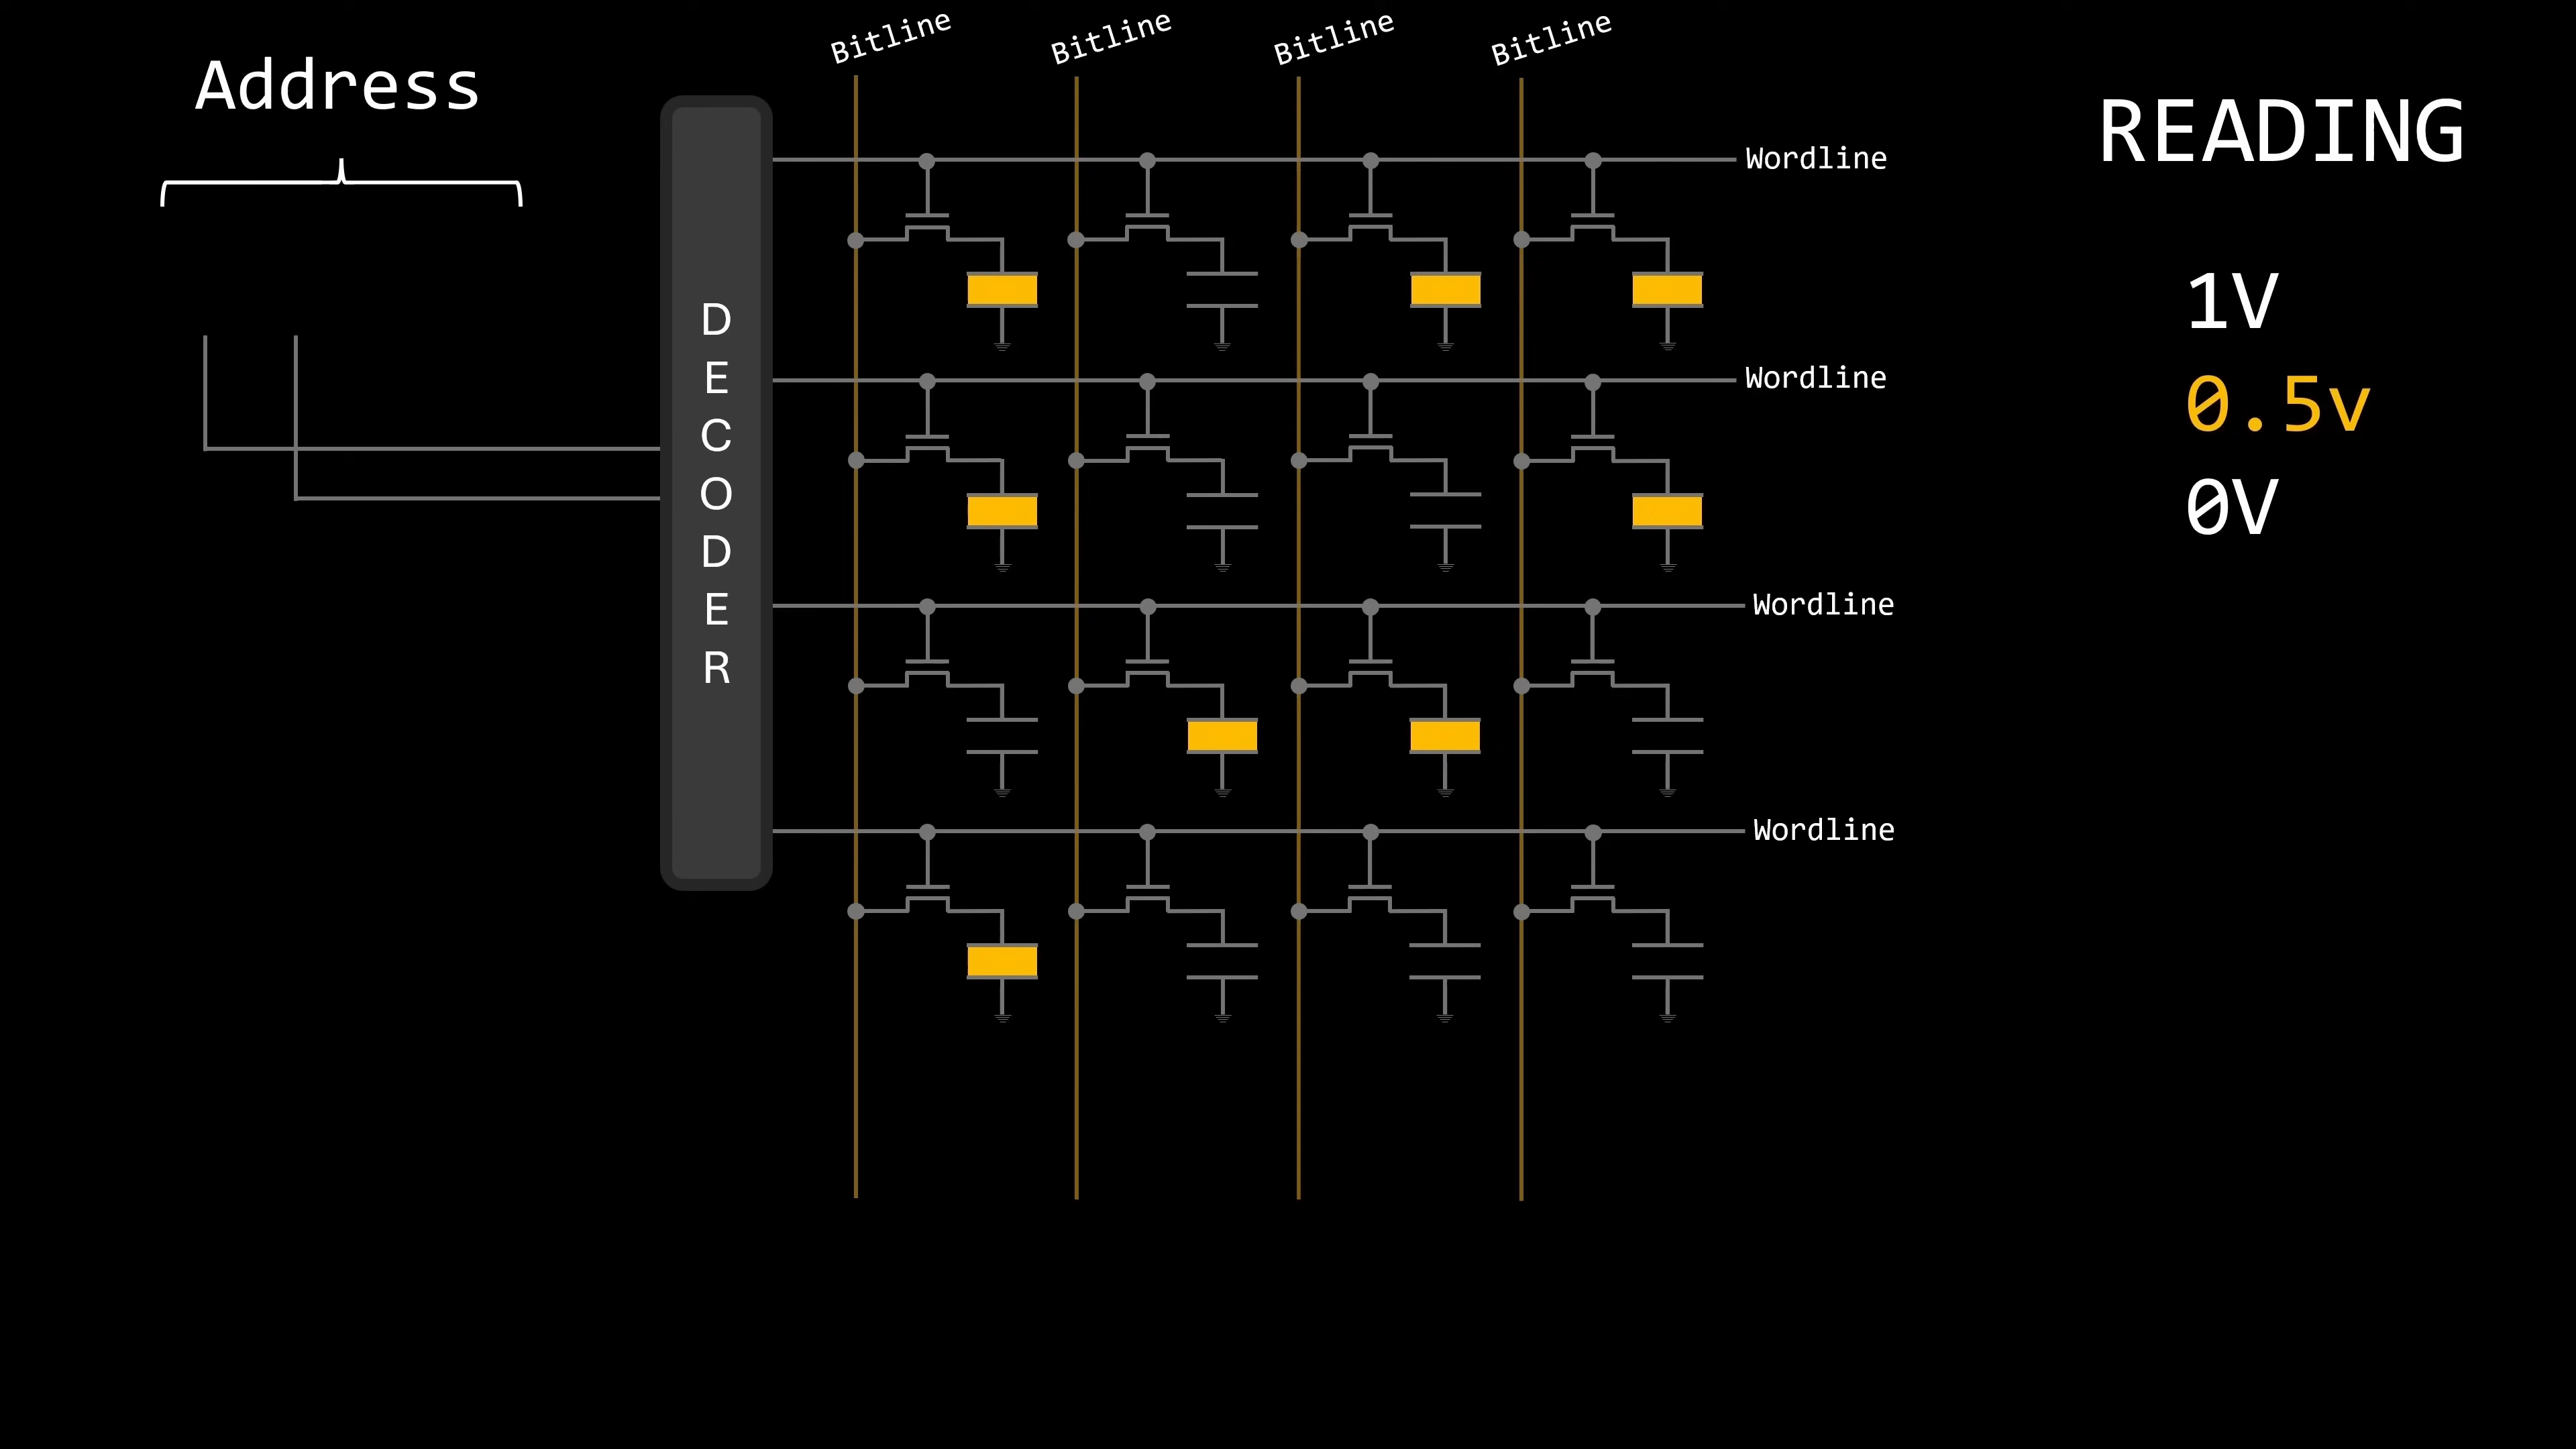 Address
Bitline
Bitline
Bitline
Bitline
READING
1V
0.5v
0V
DECODER
Wordline
Wordline
Wordline
Wordline